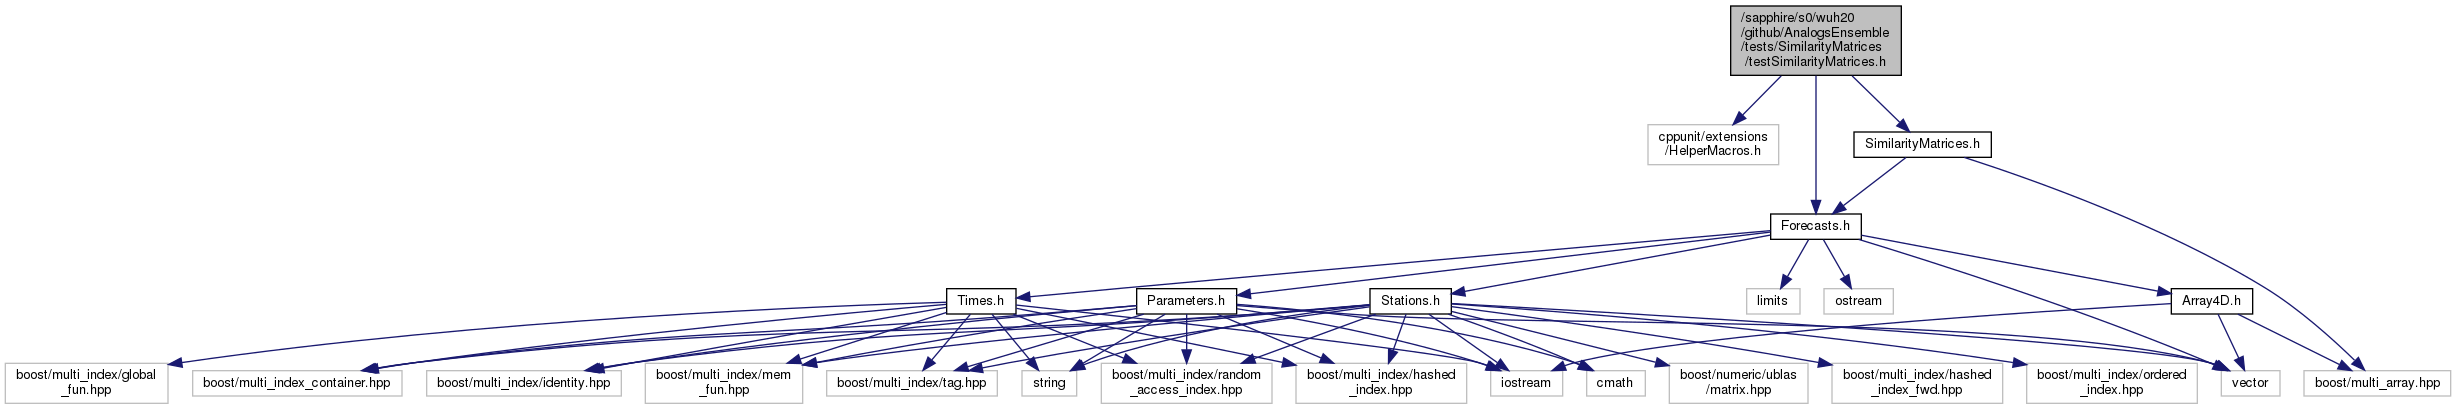 /sapphire/s0/wuh20
/github/AnalogsEnsemble
/tests/SimilarityMatrices
/testSimilarityMatrices.h
cppunit/extensions
/HelperMacros.h
SimilarityMatrices.h
Forecasts.h
Times.h
Parameters.h
Stations.h
limits
ostream
Array4D.h
boost/multi_index/global
_fun.hpp
boost/multi_index_container.hpp
boost/multi_index/identity.hpp
boost/multi_index/mem
_fun.hpp
boost/multi_index/tag.hpp
string
boost/multi_index/random
_access_index.hpp
boost/multi_index/hashed
_index.hpp
iostream
cmath
boost/numeric/ublas
/matrix.hpp
boost/multi_index/hashed
_index_fwd.hpp
boost/multi_index/ordered
_index.hpp
vector
boost/multi_array.hpp